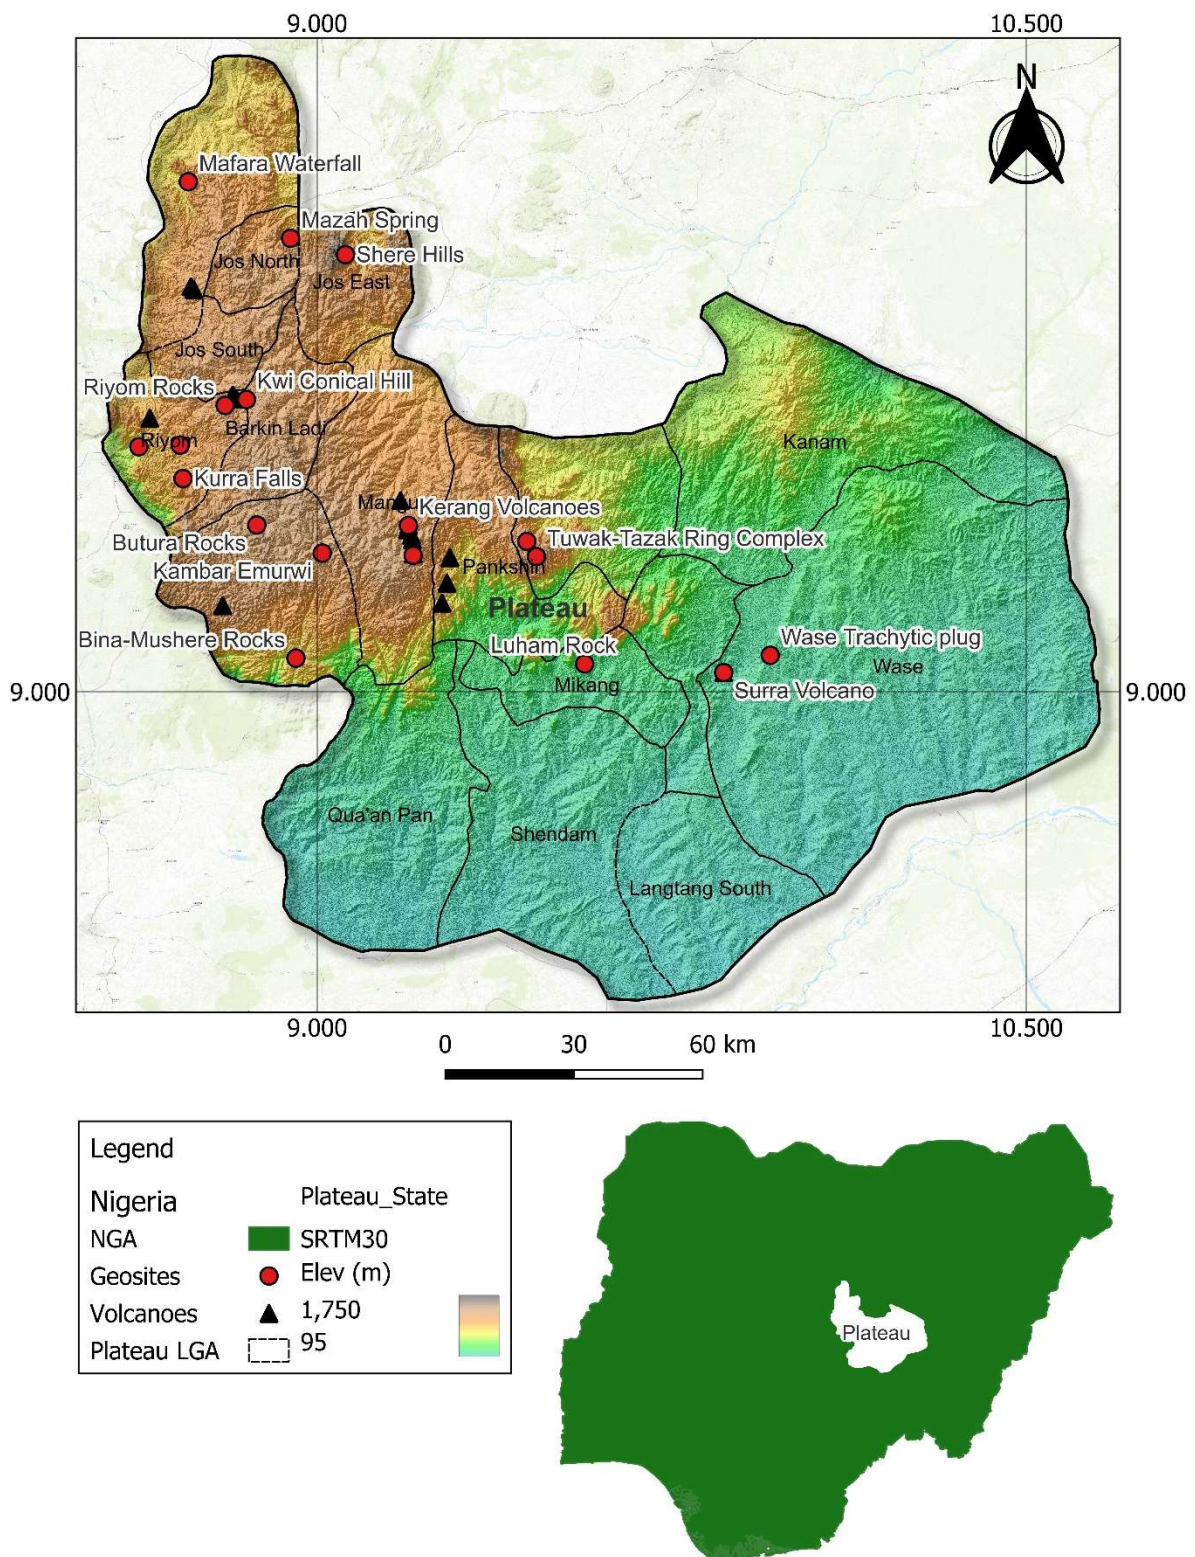 9.000 10.500
N
Mafara Waterfall
Mazah Spring
Shere Hills
Jos North
Jos East
Jos South
Riyom Rocks
Kwi Conical Hill
Barkin Ladi
Riyom
Kanam
Kurra Falls
Mangu
Kerang Volcanoes
Butura Rocks
Tuwak-Tazak Ring Complex
Kambar Emurwi
Pankshin
Plateau
Bina-Mushere Rocks
Luham Rock
Wase Trachytic plug
Wase
Mikang
Surra Volcano
9.000 9.000
Qua'an Pan
Shendam
Langtang South
9.000 10.500
0 30 60 km
Legend
Nigeria Plateau_State
NGA SRTM30
Geosites Elev (m)
Volcanoes 1,750
Plateau LGA 95
Plateau